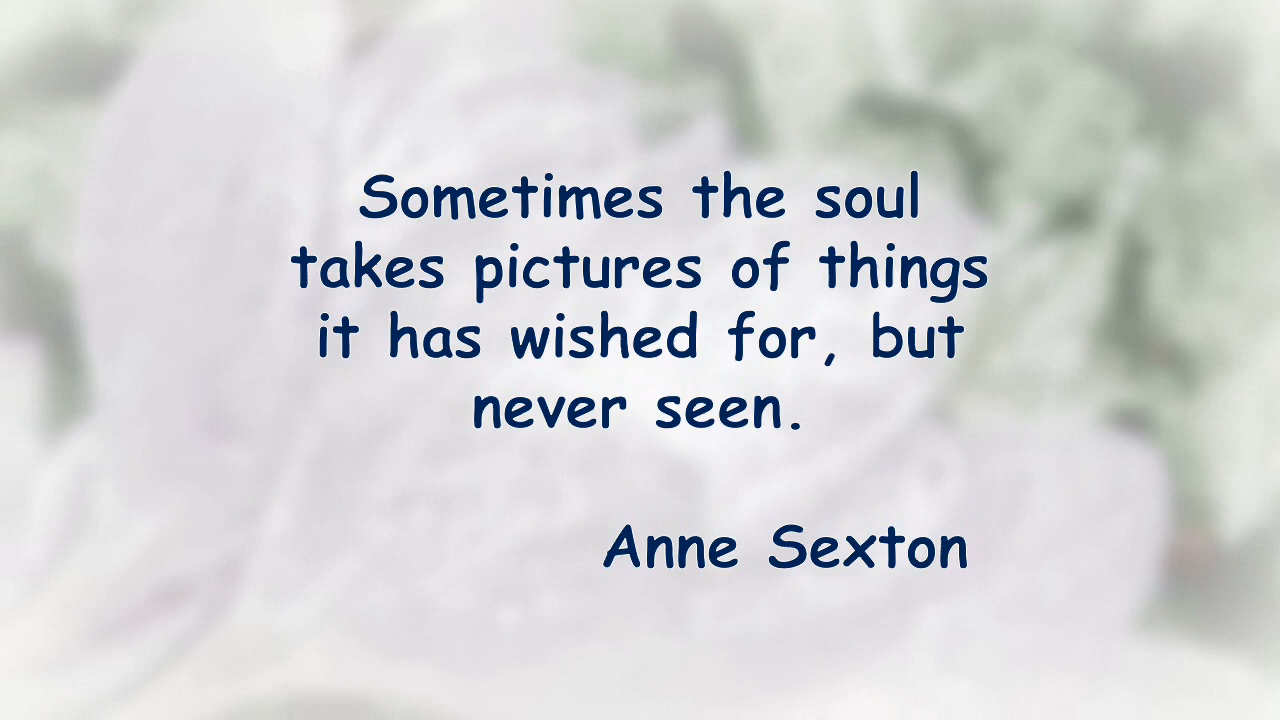 Sometimes the soul
takes pictures of things
it has wished for, but
never seen.
Anne Sexton